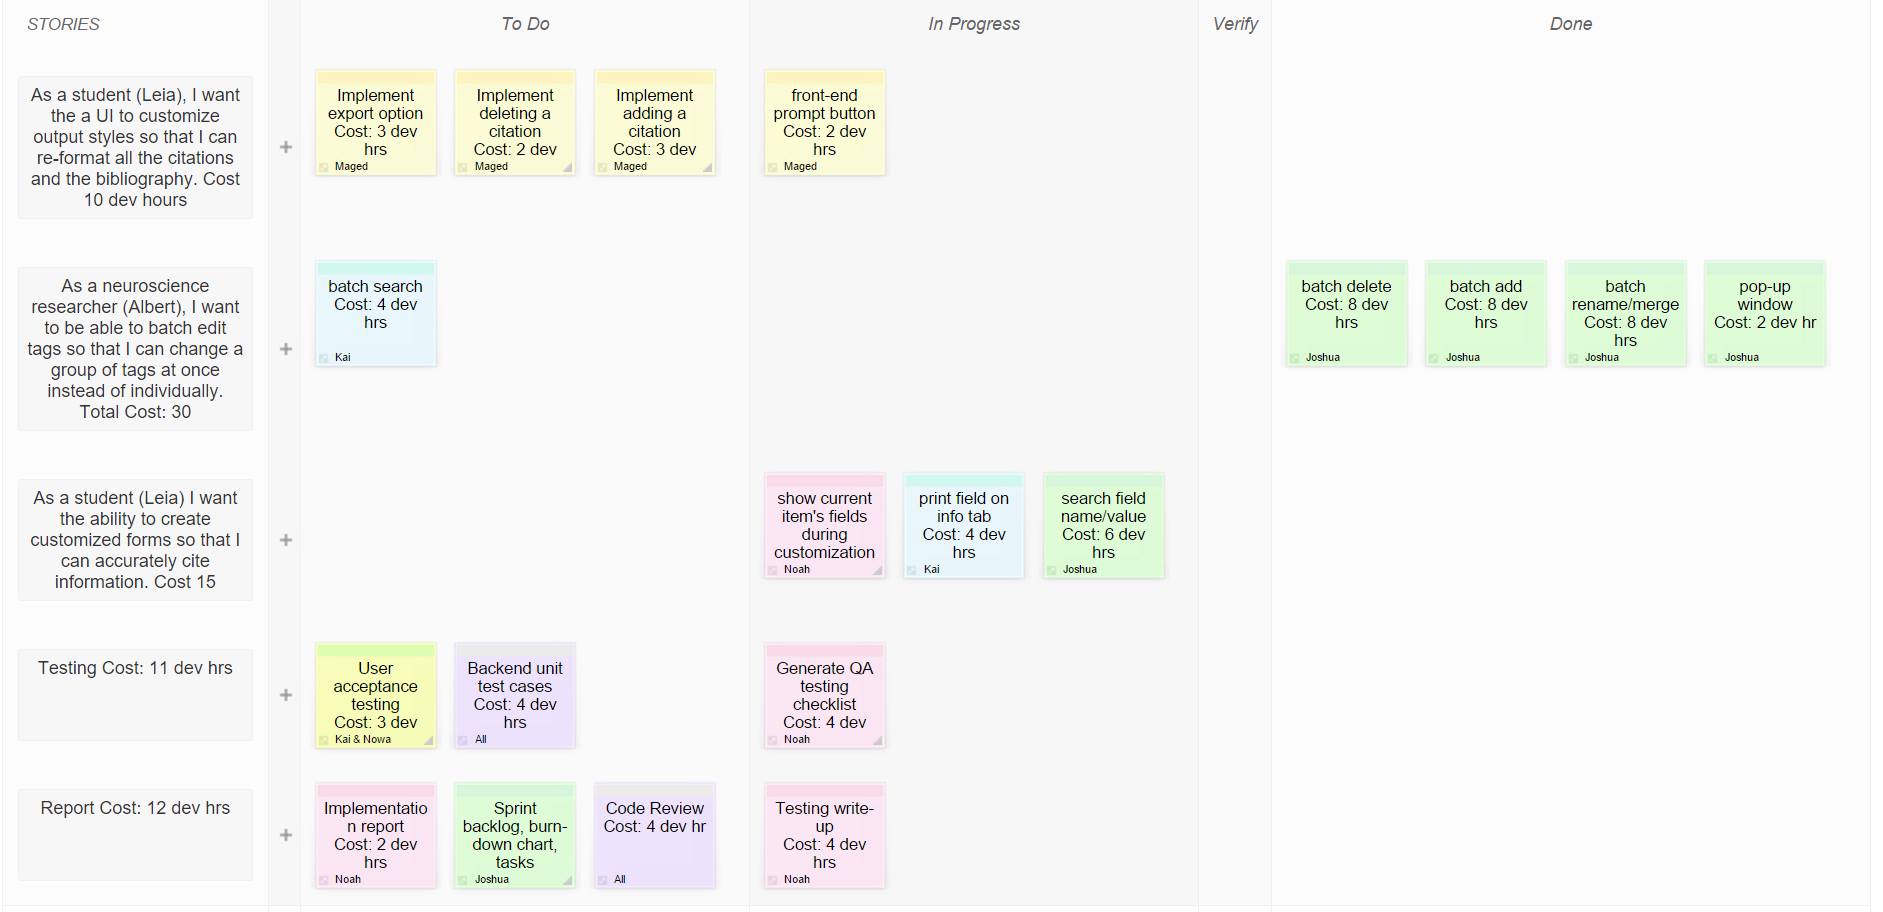 STORIES
To Do
In Progress
Verify
Done
As a student (Leia), I want
the a UI to customize
output styles so that I can
re-format all the citations
and the bibliography. Cost
10 dev hours
Implement
export option
Cost: 3 dev
hrs
Maged
Implement
deleting a
citation
Cost: 2 dev
Maged
Implement
adding a
citation
Cost: 3 dev
Maged
front-end
prompt button
Cost: 2 dev
hrs
Maged
As a neuroscience
researcher (Albert), I want
to be able to batch edit
tags so that I can change a
group of tags at once
instead of individually.
Total Cost: 30
batch search
Cost: 4 dev
hrs
Kai
batch delete
Cost: 8 dev
hrs
Joshua
batch add
Cost: 8 dev
hrs
Joshua
batch
rename/merge
Cost: 8 dev
hrs
Joshua
pop-up
window
Cost: 2 dev hr
Joshua
As a student (Leia) I want
the ability to create
customized forms so that I
can accurately cite
information. Cost 15
show current
item's fields
during
customization
Noah
print field on
info tab
Cost: 4 dev
hrs
Kai
search field
name/value
Cost: 6 dev
hrs
Joshua
Testing Cost: 11 dev hrs
User
acceptance
testing
Cost: 3 dev
Kai & Nowa
Backend unit
test cases
Cost: 4 dev
hrs
All
Generate QA
testing
checklist
Cost: 4 dev
Noah
Report Cost: 12 dev hrs
Implementatio
n report
Cost: 2 dev
hrs
Noah
Sprint
backlog, burn-
down chart,
tasks
Joshua
Code Review
Cost: 4 dev hr
All
Testing write-
up
Cost: 4 dev
hrs
Noah